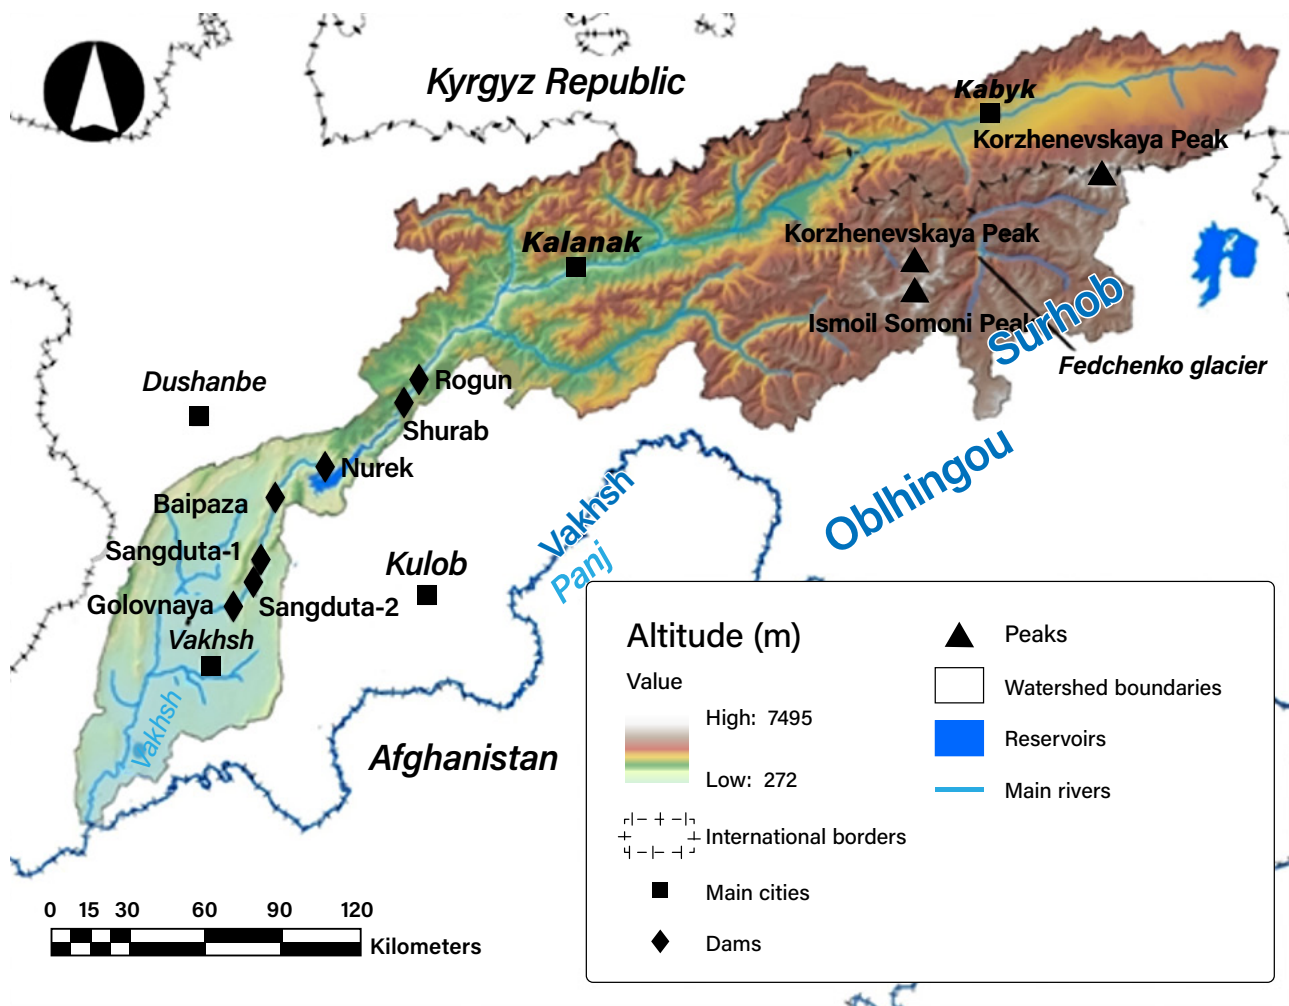 Kyrgyz Republic
Kabyk
Korzhenevskaya Peak
Korzhenevskaya Peak
Kalanak
Ismoil Somoni Peak
Surhob
Fedchenko glacier
Dushanbe
Rogun
Shurab
Nurek
Baipaza
Vakhsh
Oblhingou
Sangduta-1
Kulob
Panj
Golovnaya
Sangduta-2
Vakhsh
Vakhsh
Afghanistan
Altitude (m)
Value
High: 7495
Low: 272
International borders
Main cities
Dams
Peaks
Watershed boundaries
Reservoirs
Main rivers
0 15 30 60 90 120
Kilometers